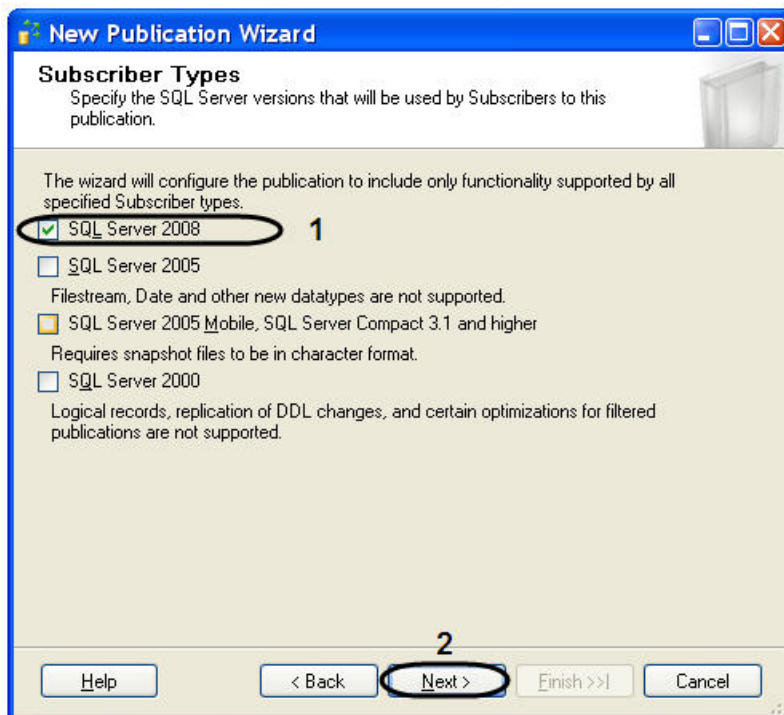 New Publication Wizard
Subscriber Types
Specify the SQL Server versions that will be used by Subscribers to this
publication.
The wizard will configure the publication to include only functionality supported by all
specified Subscriber types.
SQL Server 2008
1
SQL Server 2005
Filestream, Date and other new datatypes are not supported.
SQL Server 2005 Mobile, SQL Server Compact 3.1 and higher
Requires snapshot files to be in character format.
SQL Server 2000
Logical records, replication of DDL changes, and certain optimizations for filtered
publications are not supported.
2
Help
< Back
Next >
Finish >>|
Cancel